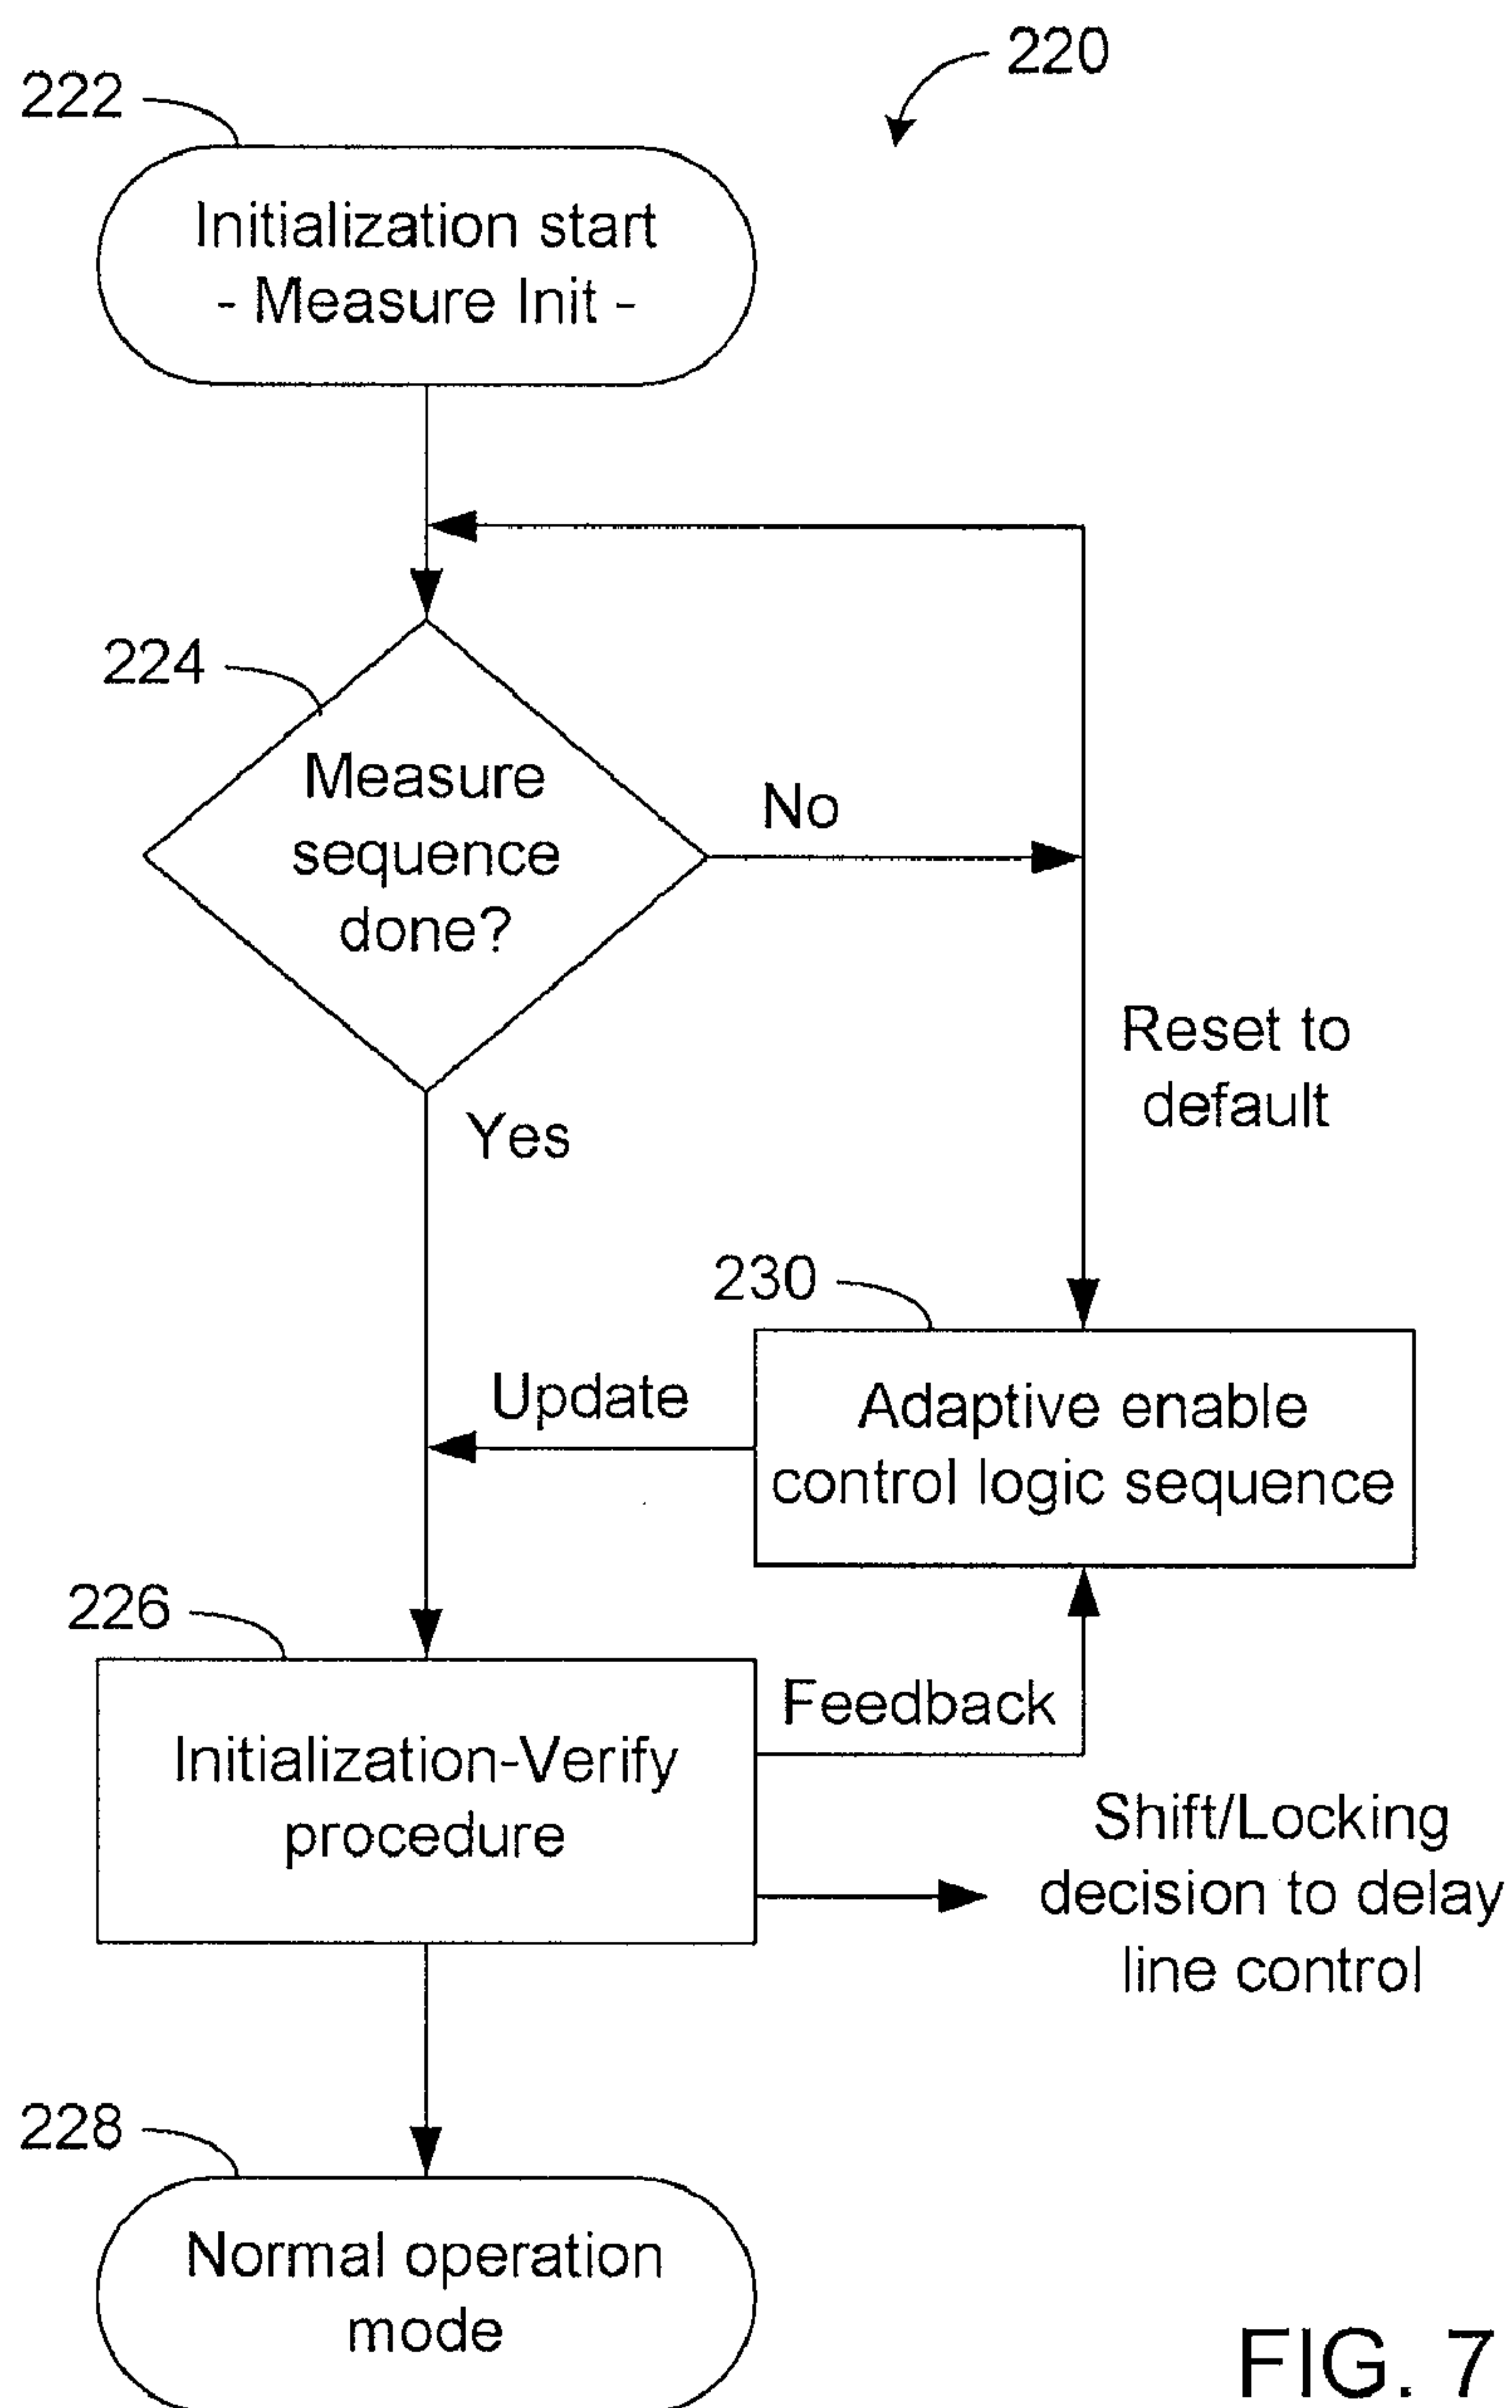 220
222
Initialization start
- Measure Init -
224
Measure
sequence
done?
No
Reset to
default
Yes
230
Update
Adaptive enable
control logic sequence
226
Initialization-Verify
procedure
Feedback
Shift/Locking
decision to delay
line control
228
Normal operation
mode
FIG. 7